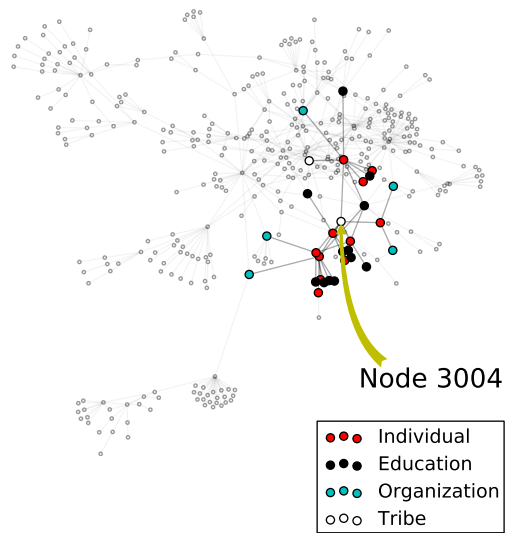 Node 3004
Individual
Education
Organization
Tribe